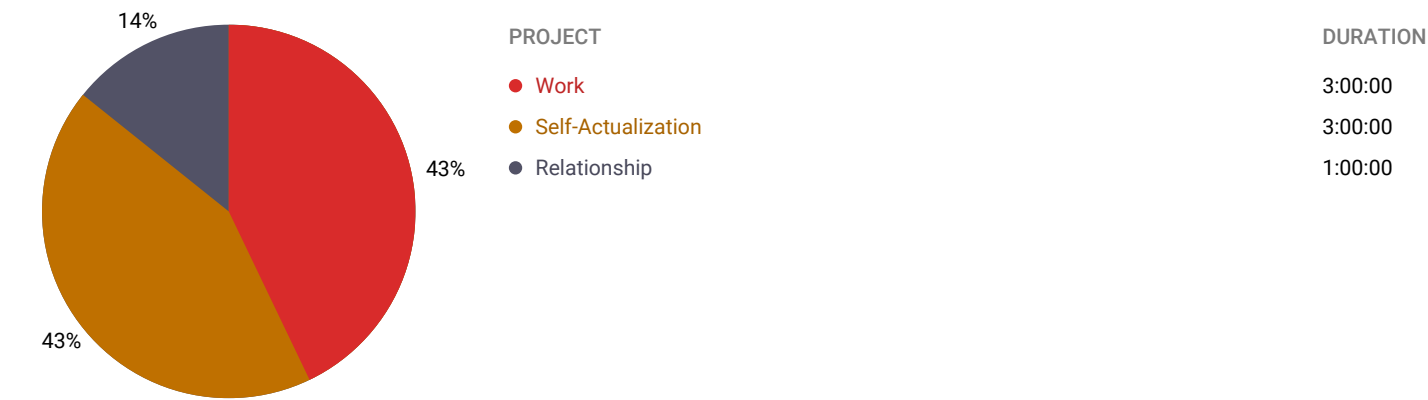 14%
43%
43%
PROJECT DURATION
Work 3:00:00
Self-Actualization 3:00:00
Relationship 1:00:00